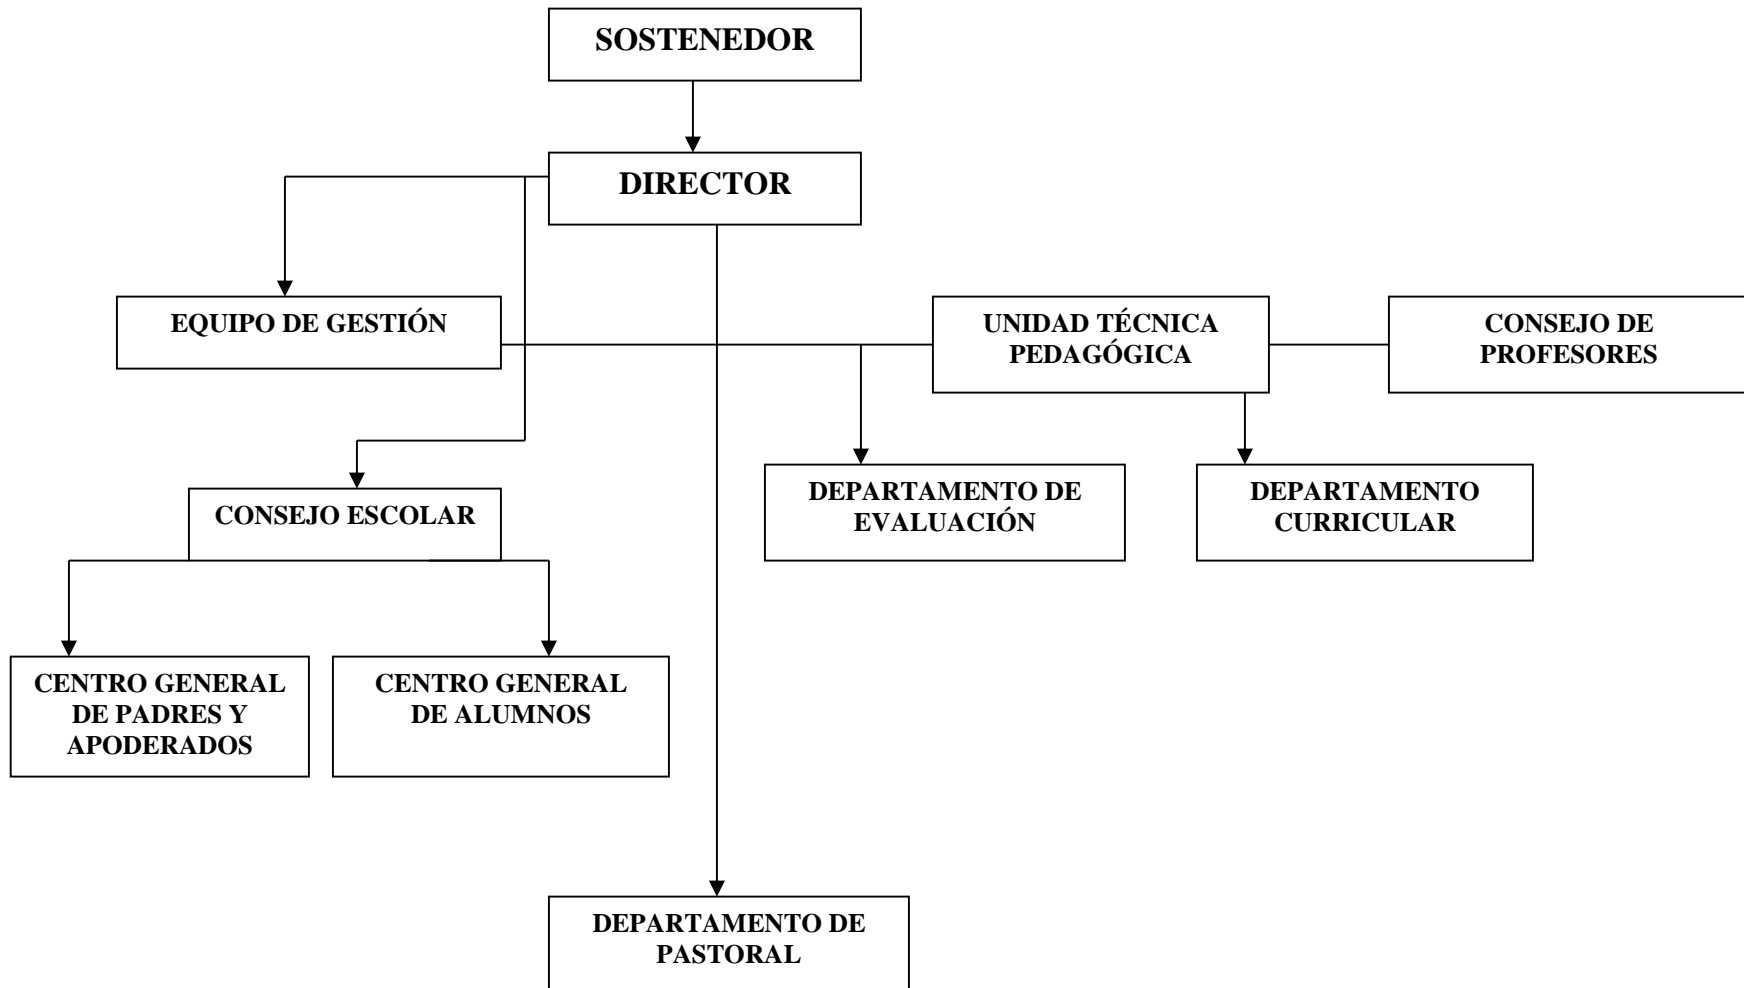 SOSTENEDOR
DIRECTOR
EQUIPO DE GESTIÓN
UNIDAD TÉCNICA
PEDAGÓGICA
CONSEJO DE
PROFESORES
CONSEJO ESCOLAR
DEPARTAMENTO DE
EVALUACIÓN
DEPARTAMENTO
CURRICULAR
CENTRO GENERAL
DE PADRES Y
APODERADOS
CENTRO GENERAL
DE ALUMNOS
DEPARTAMENTO DE
PASTORAL